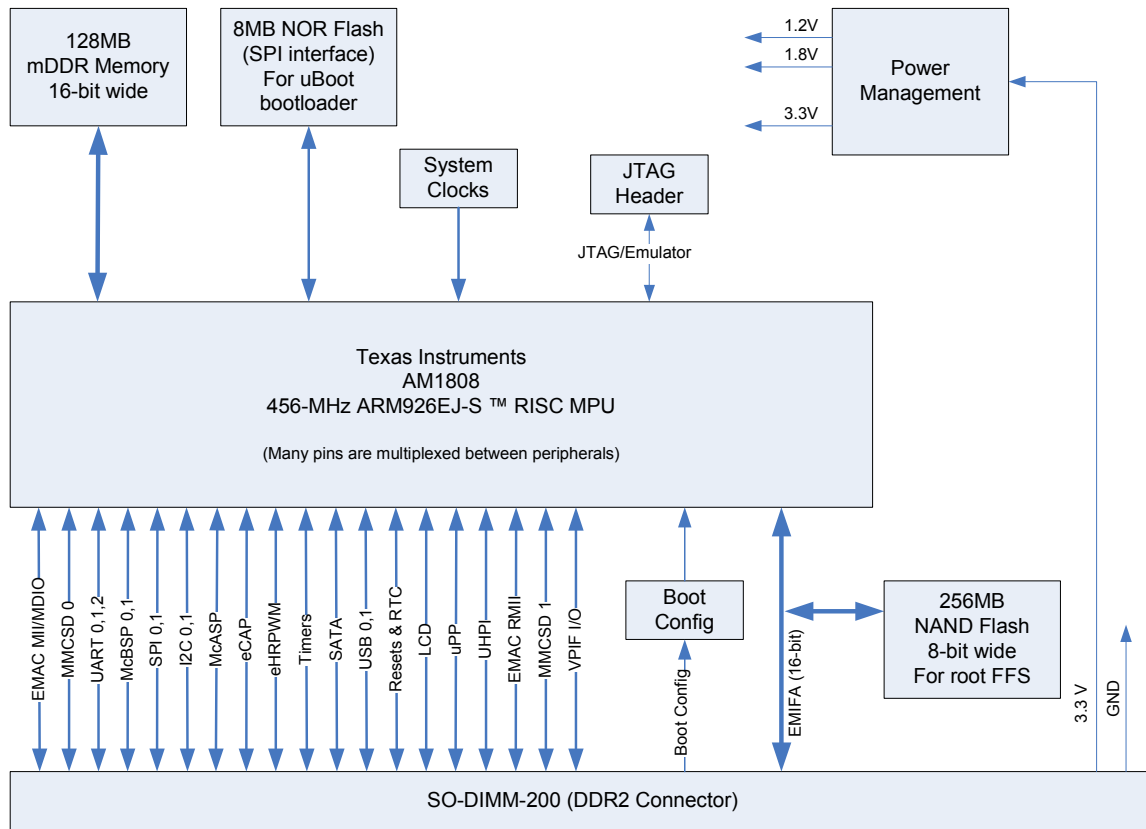 128MB
mDDR Memory
16-bit wide
8MB NOR Flash
(SPI interface)
For uBoot
bootloader
1.2V
1.8V
3.3V
Power
Management
System
Clocks
JTAG
Header
JTAG/Emulator
Texas Instruments
AM1808
456-MHz ARM926EJ-S ™ RISC MPU
(Many pins are multiplexed between peripherals)
EMAC MII/MDIO
MMCSD 0
UART 0,1,2
McBSP 0,1
SPI 0,1
I2C 0,1
McASP
eCAP
eHRPWM
Timers
SATA
USB 0,1
Resets & RTC
LCD
uPP
UHPI
EMAC RMII
MMCSD 1
VPIF I/O
Boot
Config
Boot Config
EMIFA (16-bit)
256MB
NAND Flash
8-bit wide
For root FFS
3.3 V
GND
SO-DIMM-200 (DDR2 Connector)